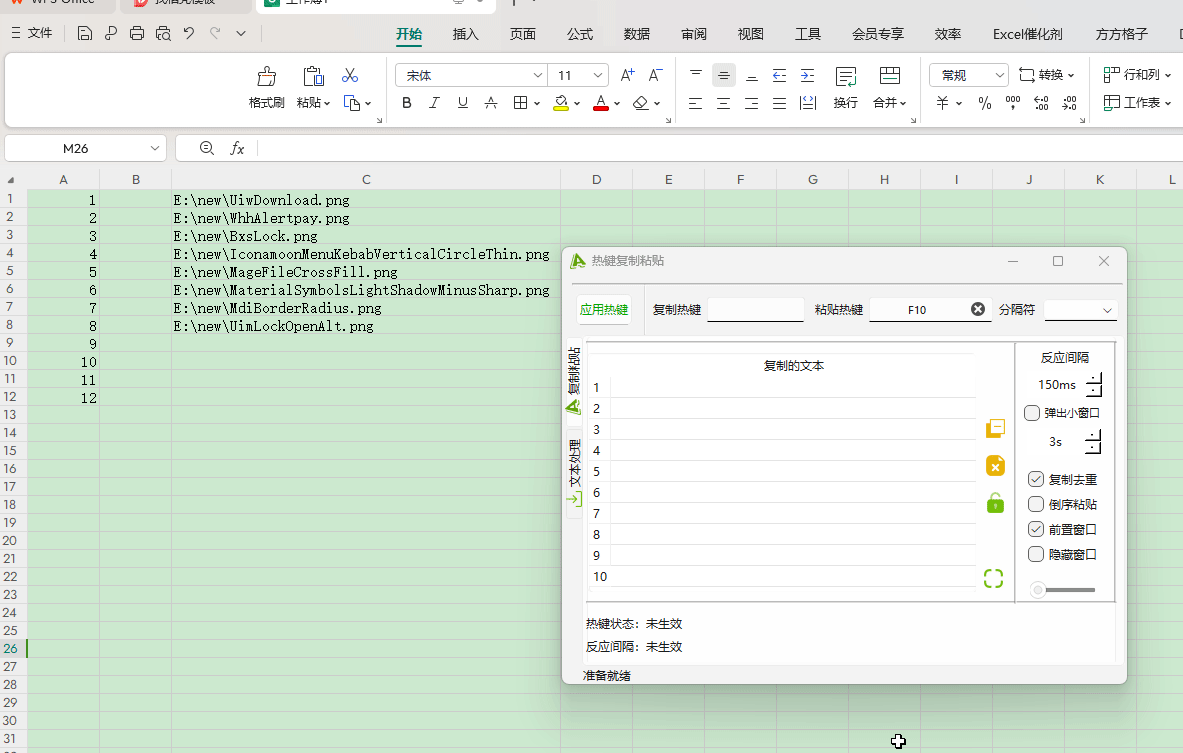 WPS Office
找稻壳模板
工作簿1
文件
开始 插入 页面 公式 数据 审阅 视图 工具 会员专享 效率 Excel催化剂 方方格子
宋体 11 A+ A- 常规 转换 行和列
格式刷 粘贴 B I U A A 换行 合并 ￥ % 工作表
M26 fx
A B C D E F G H I J K L
1 1 E:\new\UiwDownload.png
2 2 E:\new\WhhAlertpay.png
3 3 E:\new\BxsLock.png
4 4 E:\new\IconamoonMenuKebabVerticalCircleThin.png
5 5 E:\new\MageFileCrossFill.png
6 6 E:\new\MaterialSymbolsLightShadowMinusSharp.png
7 7 E:\new\MdiBorderRadius.png
8 8 E:\new\UimLockOpenAlt.png
9 9
10 10
11 11
12 12
13
14
15
16
17
18
19
20
21
22
23
24
25
26
27
28
29
30
31
热键复制粘贴
应用热键 复制热键 粘贴热键 F10 分隔符
复制粘贴
文本处理
复制的文本
1
2
3
4
5
6
7
8
9
10
反应间隔
150ms
弹出小窗口
3s
复制去重
倒序粘贴
前置窗口
隐藏窗口
热键状态：未生效
反应间隔：未生效
准备就绪